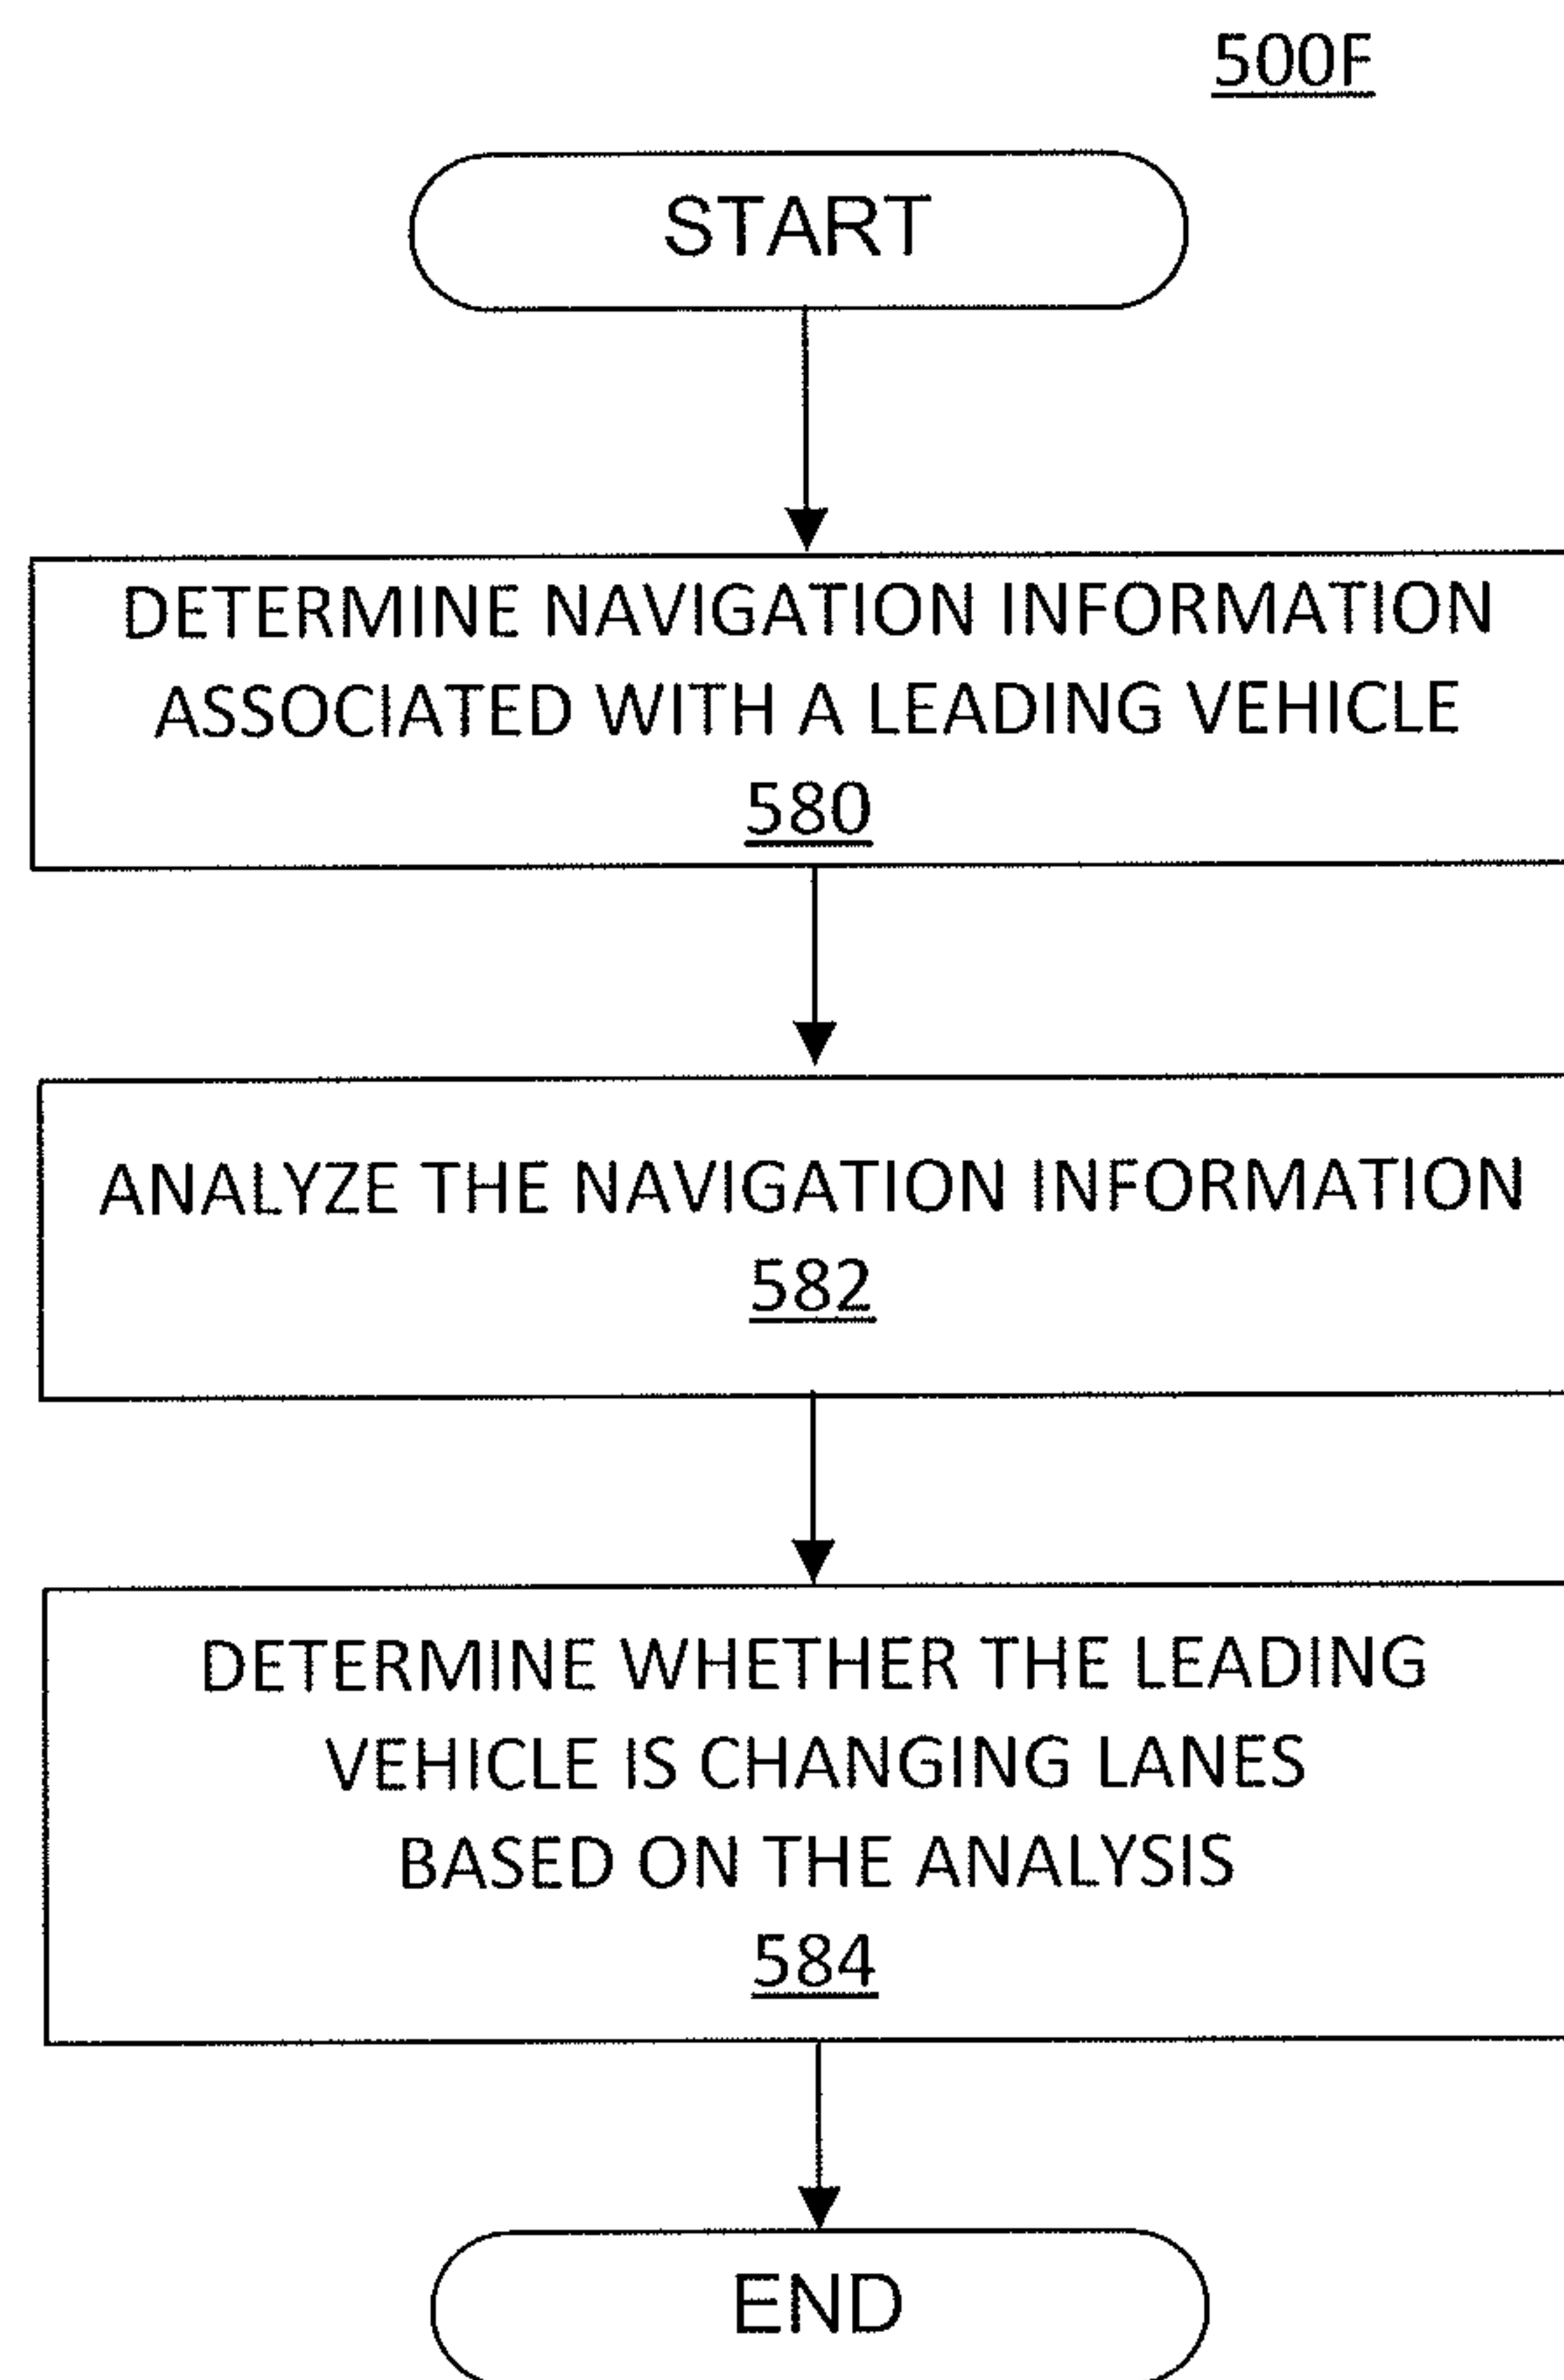 500F
START
DETERMINE NAVIGATION INFORMATION
ASSOCIATED WITH A LEADING VEHICLE
580
ANALYZE THE NAVIGATION INFORMATION
582
DETERMINE WHETHER THE LEADING
VEHICLE IS CHANGING LANES
BASED ON THE ANALYSIS
584
END